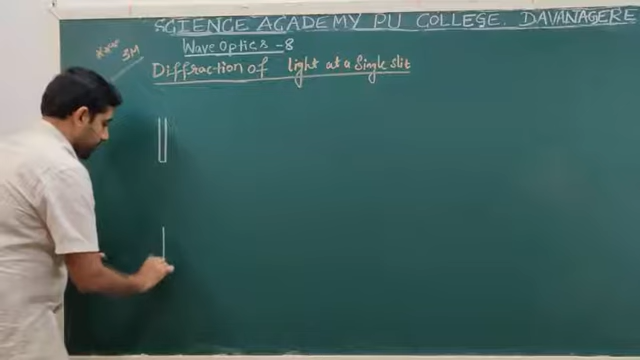 SCIENCE ACADEMY PU COLLEGE, DAVANAGERE
Wave Optics - 8
3M
Diffraction of light at a Single slit